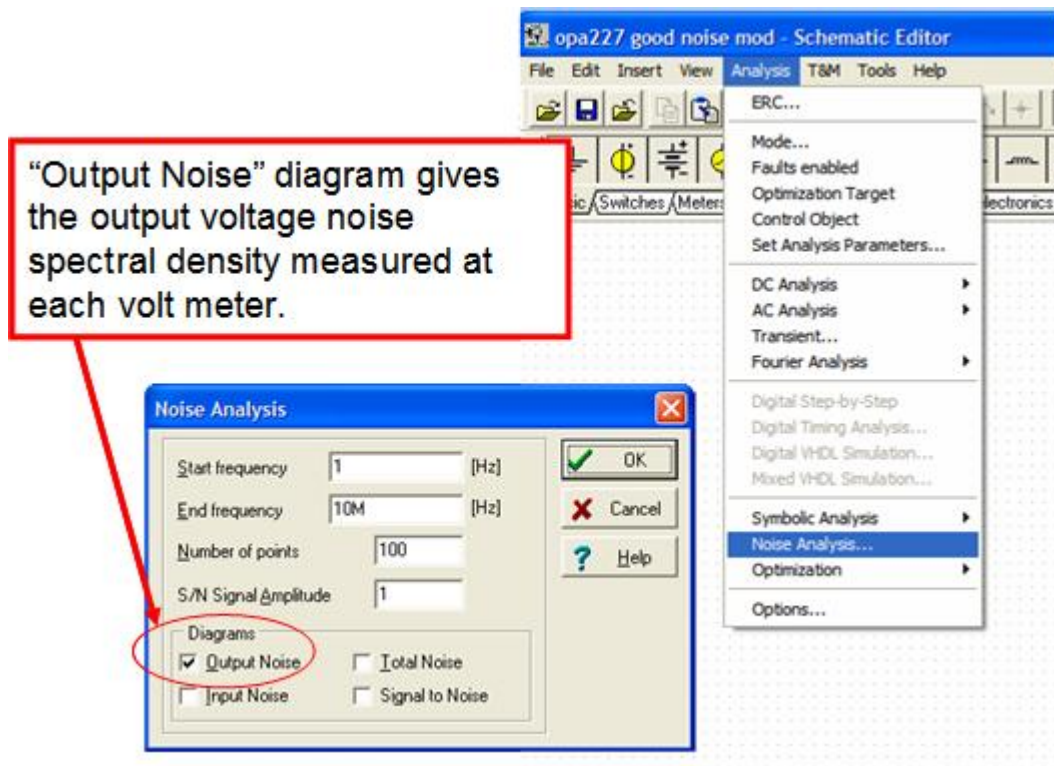 opa227 good noise mod - Schematic Editor
File Edit Insert View Analysis T&M Tools Help
ERC...
Mode...
Faults enabled
Optimization Target
Control Object
Set Analysis Parameters...
DC Analysis
AC Analysis
Transient...
Fourier Analysis
Digital Step-by-Step
Digital Timing Analysis...
Digital VHDL Simulation...
Mixed VHDL Simulation...
Symbolic Analysis
Noise Analysis...
Optimization
Options...
Switches Meters
“Output Noise” diagram gives
the output voltage noise
spectral density measured at
each volt meter.
Noise Analysis
Start frequency 1 [Hz]
End frequency 10M [Hz]
Number of points 100
S/N Signal Amplitude 1
Diagrams
Output Noise Total Noise
Input Noise Signal to Noise
OK
Cancel
? Help